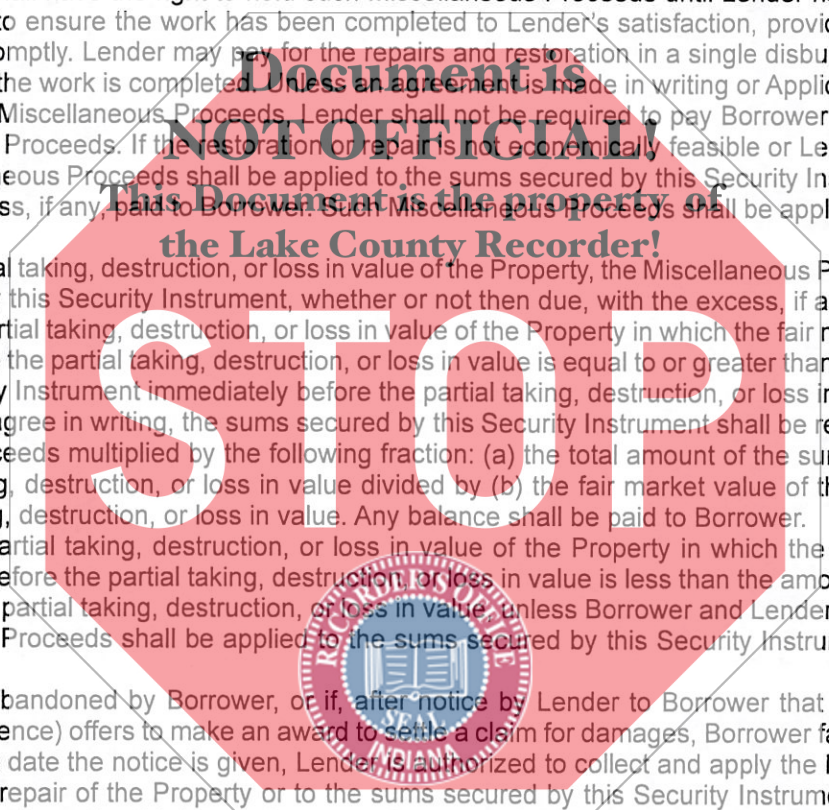 right to hold such Miscellaneous Proceeds until Lender
to ensure the work has been completed to Lender's satisfaction, provid
omptly. Lender may pay for the repairs and restoration in a single disbu
the work is completed. Unless an agreement is made in writing or Applic
Miscellaneous Proceeds, Lender shall not be required to pay Borrower
Proceeds. If the restoration or repair is not economically feasible or Le
eous Proceeds shall be applied to the sums secured by this Security In
ss, if any, paid to Borrower. Such Miscellaneous Proceeds shall be appl
Document is
NOT OFFICIAL!
This Document is the property of
the Lake County Recorder!
al taking, destruction, or loss in value of the Property, the Miscellaneous P
this Security Instrument, whether or not then due, with the excess, if a
rtial taking, destruction, or loss in value of the Property in which the fair m
the partial taking, destruction, or loss in value is equal to or greater than
y Instrument immediately before the partial taking, destruction, or loss in
gree in writing, the sums secured by this Security Instrument shall be re
eeds multiplied by the following fraction: (a) the total amount of the sum
g, destruction, or loss in value divided by (b) the fair market value of th
, destruction, or loss in value. Any balance shall be paid to Borrower.
STOP
artial taking, destruction, or loss in value of the Property in which the
efore the partial taking, destruction, or loss in value is less than the amo
partial taking, destruction, or loss in value, unless Borrower and Lender
Proceeds shall be applied to the sums secured by this Security Instru
RECORDER'S OFFICE
SEAL
INDIANA
bandoned by Borrower, or if, after notice by Lender to Borrower that
ence) offers to make an award to settle a claim for damages, Borrower fa
date the notice is given, Lender is authorized to collect and apply the
repair of the Property or to the sums secured by this Security Instrum